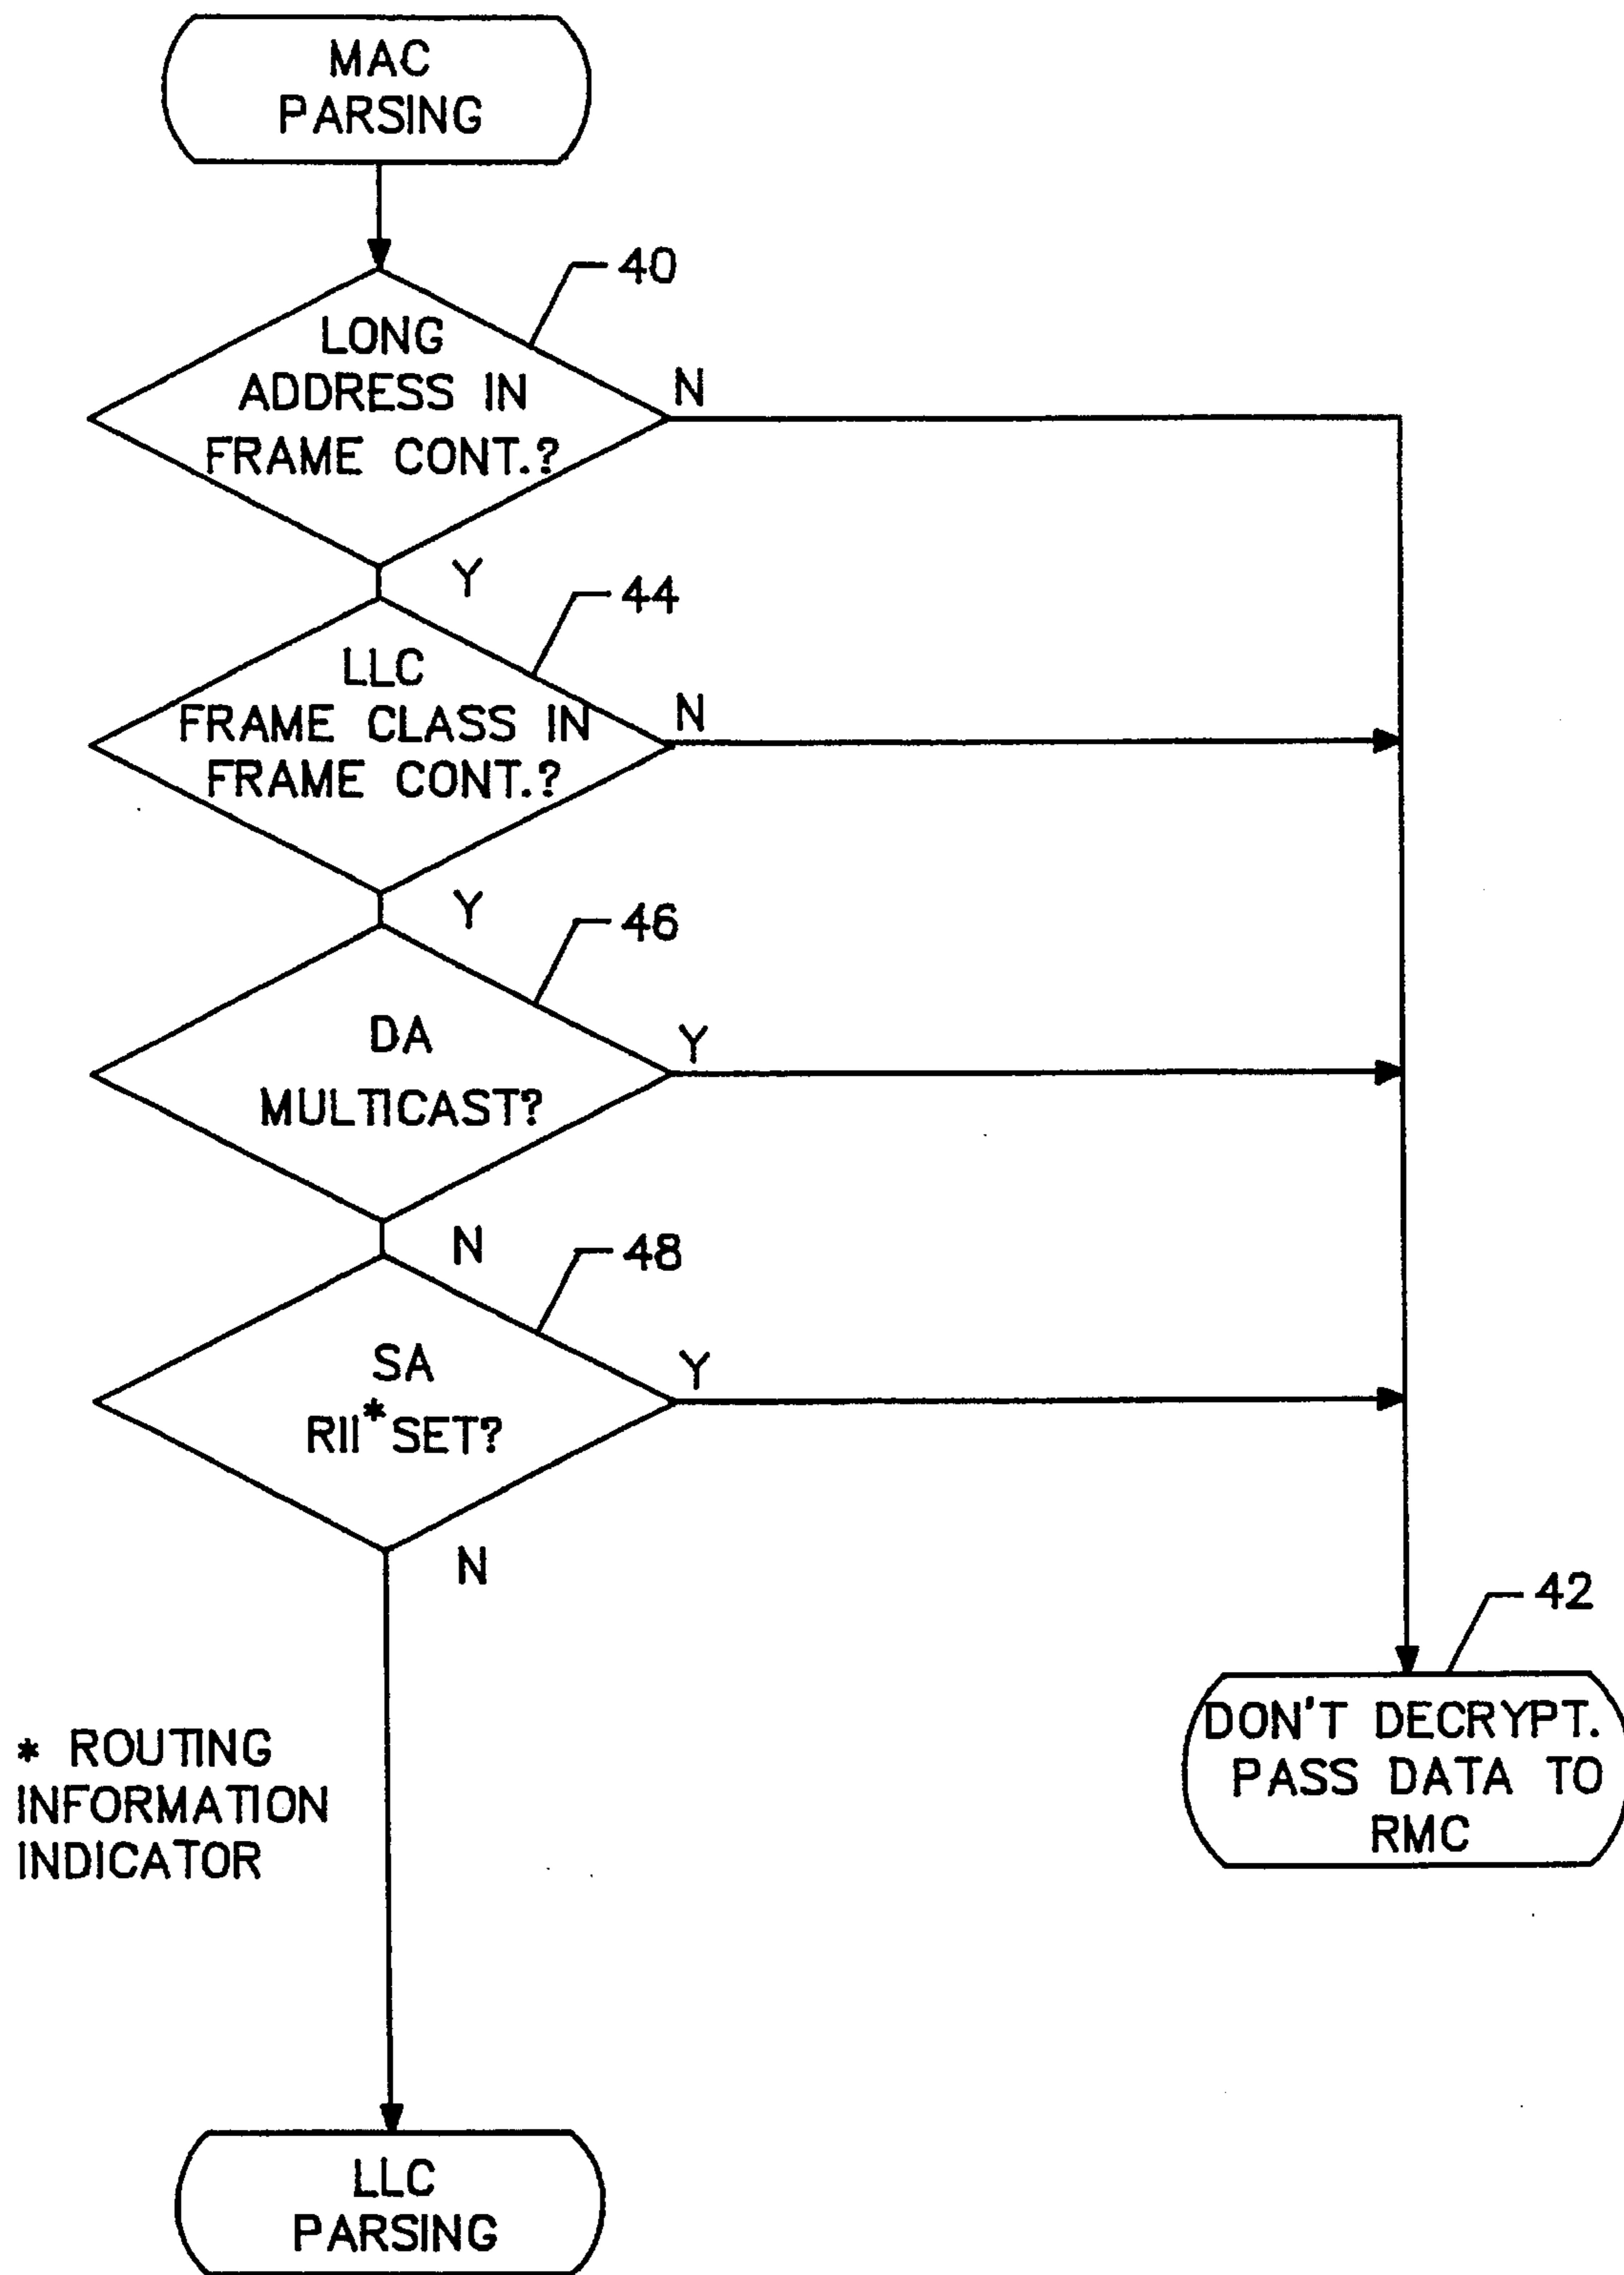 MAC
PARSING
40
LONG
ADDRESS IN
FRAME CONT.?
N
Y
44
LLC
FRAME CLASS IN
FRAME CONT.?
N
Y
46
DA
MULTICAST?
Y
N
48
SA
RII* SET?
Y
N
42
DON'T DECRYPT.
PASS DATA TO
RMC
* ROUTING
INFORMATION
INDICATOR
LLC
PARSING